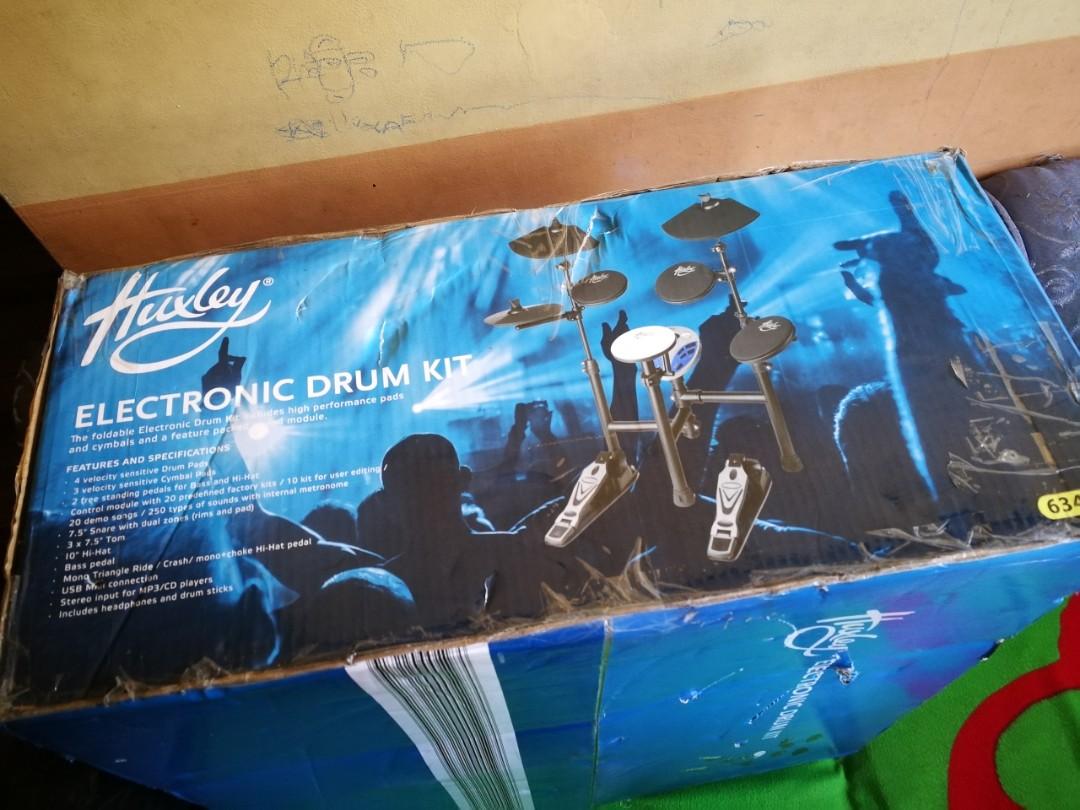 Huxley®
ELECTRONIC DRUM KIT
The foldable Electronic Drum Kit includes high performance pads
and cymbals and a feature packed sound module.
FEATURES AND SPECIFICATIONS
· 4 velocity sensitive Drum Pads
· 3 velocity sensitive Cymbal Pads
· 2 free standing pedals for Bass and Hi-Hat
· Control module with 20 predefined factory kits / 10 kit for user editing /
20 demo songs / 250 types of sounds with internal metronome
· 7.5" Snare with dual zones (rims and pad)
· 3 x 7.5" Tom
· 10" Hi-Hat
· Bass pedal
· Mono Triangle Ride / Crash/ mono+choke Hi-Hat pedal
· USB Midi connection
· Stereo input for MP3/CD players
· Includes headphones and drum sticks
634
Huxley ELECTRONIC DRUM KIT